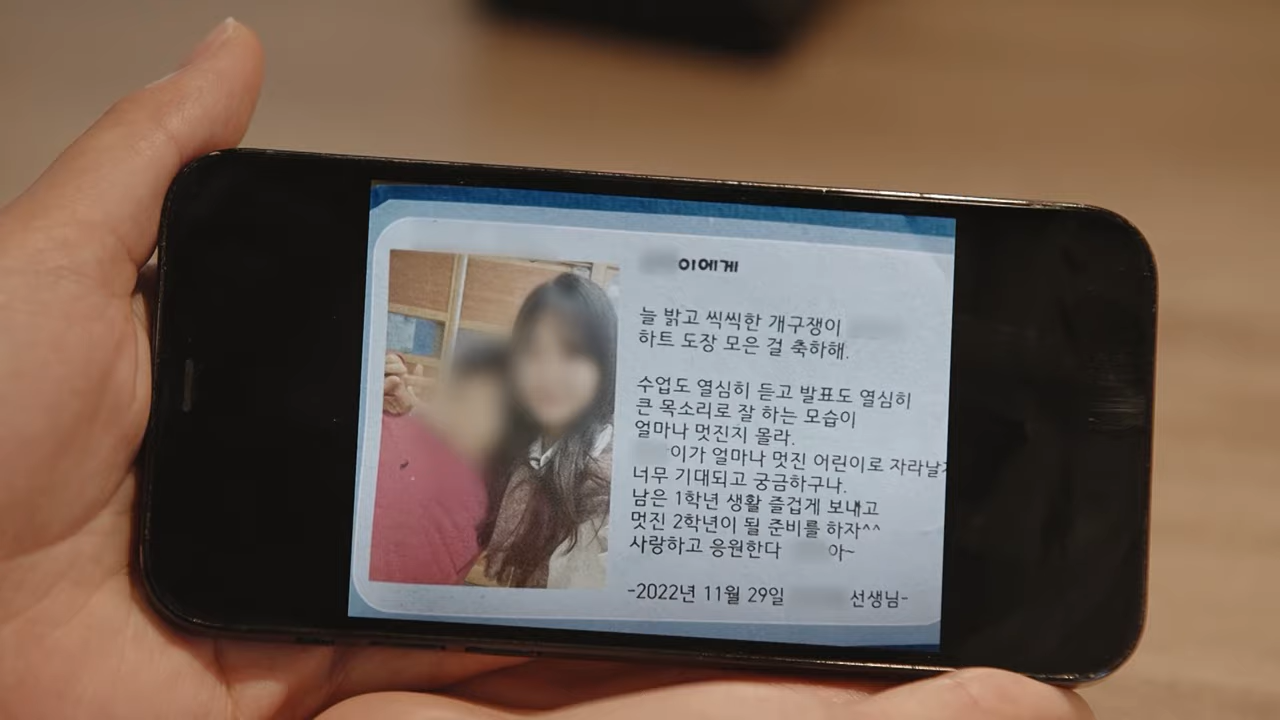 이에게
늘 밝고 씩씩한 개구쟁이
하트 도장 모은 걸 축하해.
수업도 열심히 듣고 발표도 열심히
큰 목소리로 잘 하는 모습이
얼마나 멋진지 몰라.
이가 얼마나 멋진 어린이로
너무 기대되고 궁금하구나.
남은 1학년 생활 즐겁게 보내고
멋진 2학년이 될 준비를 하자^^
사랑하고 응원한다 아~
-2022년 11월 29일 선생님-